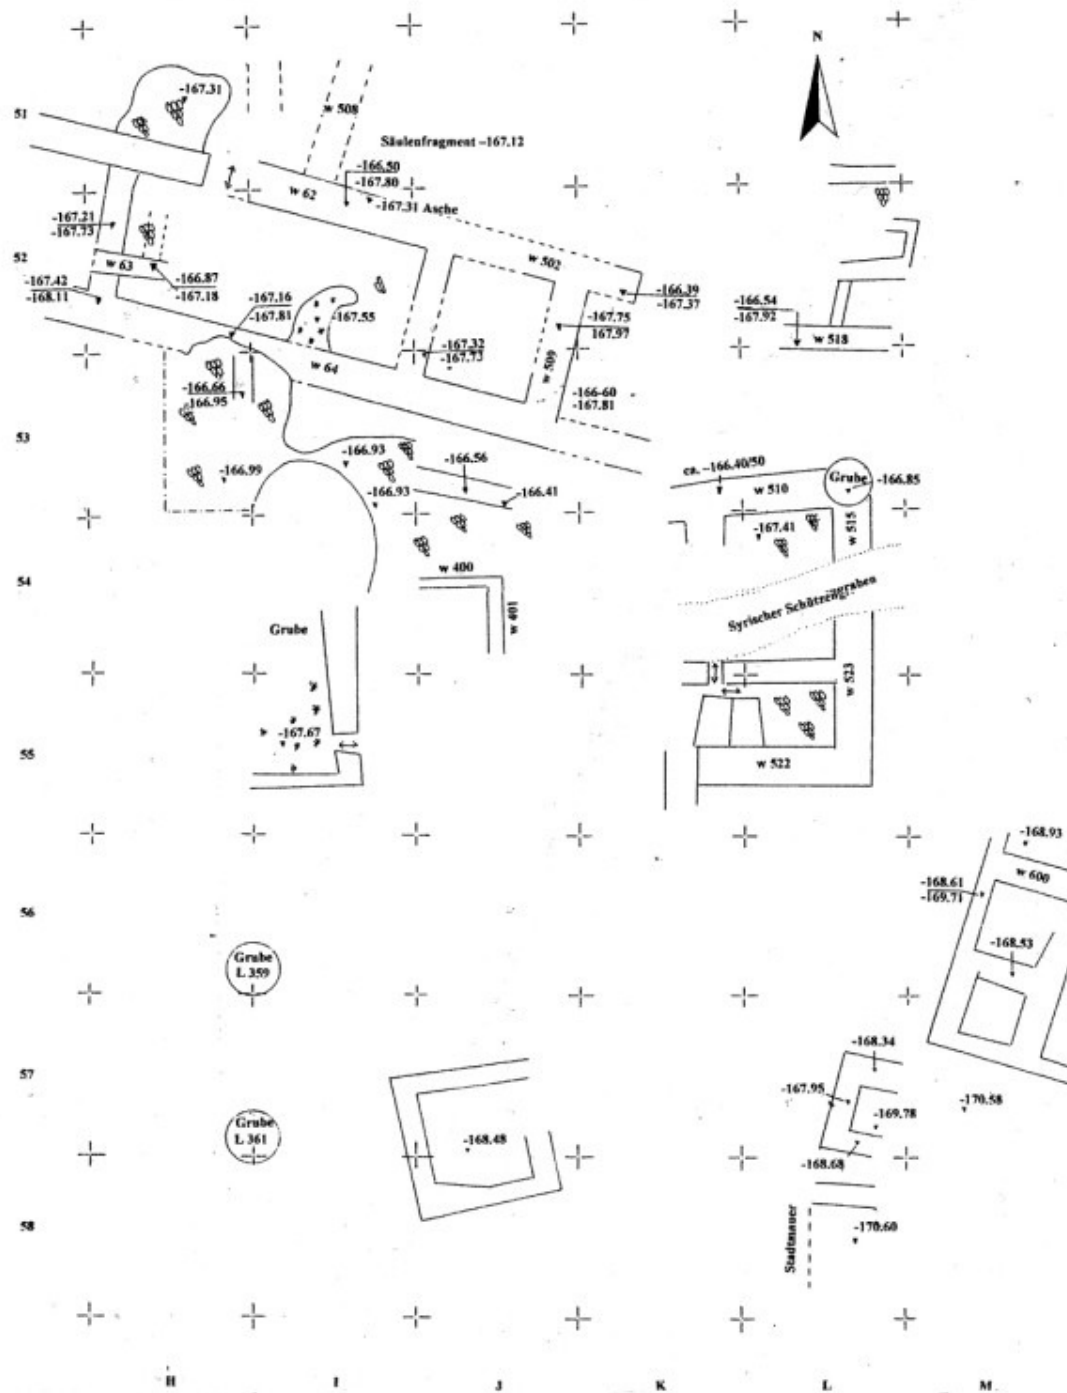 N
51
-167.31
w 508
Säulenfragment -167.12
-166.50
-167.80
w 62
-167.31 Asche
-167.21
-167.73
52
w 63
w 502
-167.42
-168.11
-166.87
-167.18
-167.16
-167.81
-167.55
-166.39
-167.37
-167.75
167.97
-166.54
-167.92
w 518
-167.32
-167.73
w 64
w 509
-166.66
166.95
-166-60
-167.81
53
-166.93
-166.56
-166.99
-166.93
-166.41
ca. -166.40/50
w 510
Grube
-166.85
-167.41
w 515
54
w 400
w 401
Syrischer Schützengraben
Grube
w 523
-167.67
55
w 522
-168.93
w 600
-168.61
-169.71
56
-168.53
Grube
L 359
57
-168.34
-167.95
-170.58
-169.78
Grube
L 361
-168.48
-168.68
58
Stadtmauer
-170.60
H
I
J
K
L
M